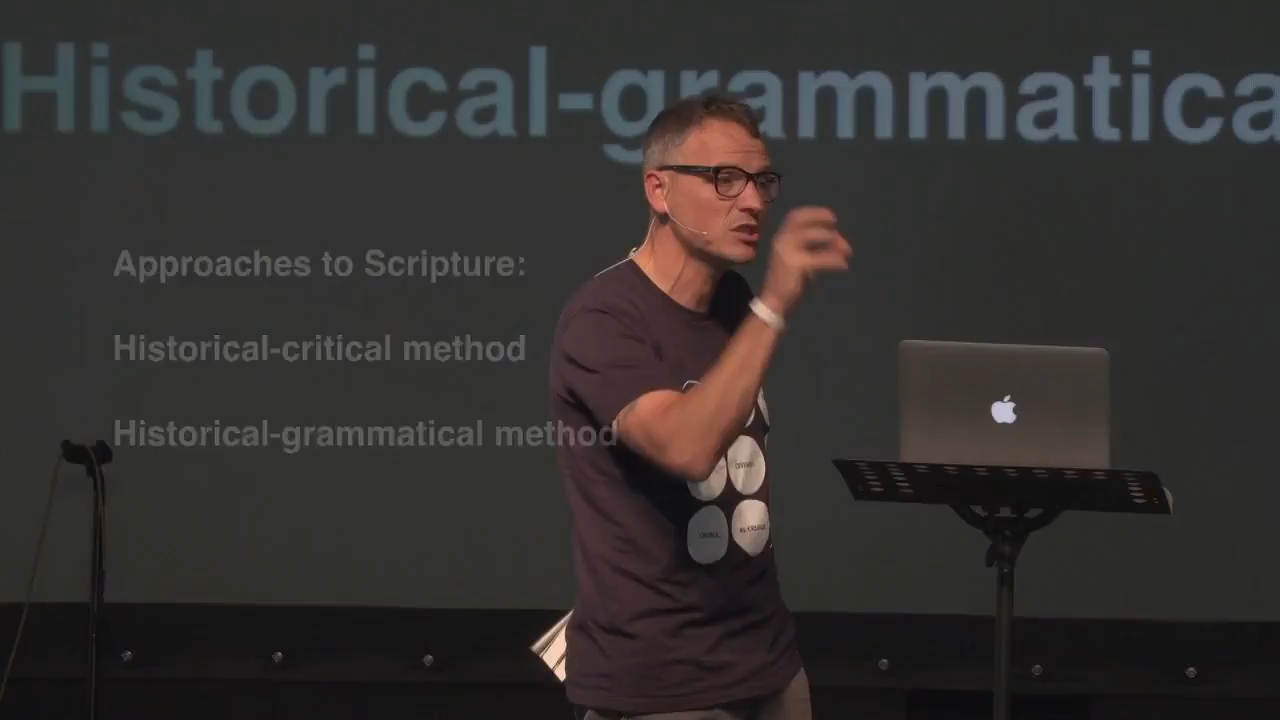 Historical-grammatica
Approaches to Scripture:
Historical-critical method
Historical-grammatical method